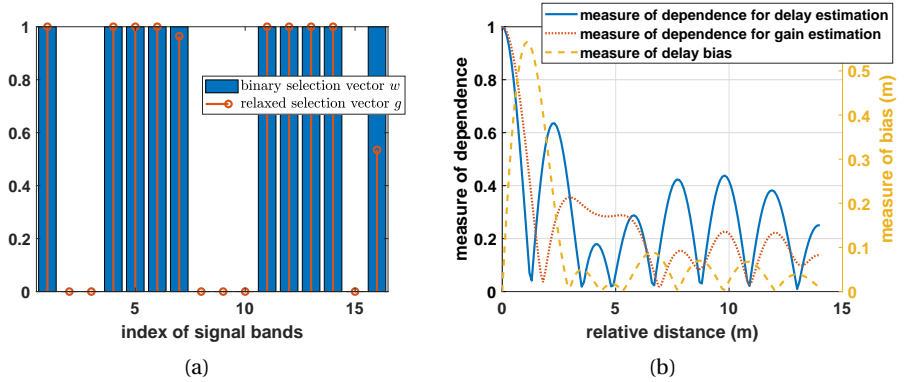 1
0.8
0.6
0.4
0.2
0
0
5
10
15
index of signal bands
binary selection vector w
relaxed selection vector g
(a)
measure of dependence for delay estimation
measure of dependence for gain estimation
measure of delay bias
measure of dependence
1
0.8
0.6
0.4
0.2
0
0
5
10
15
relative distance (m)
0.5
0.4
0.3
0.2
0.1
0
measure of bias (m)
(b)